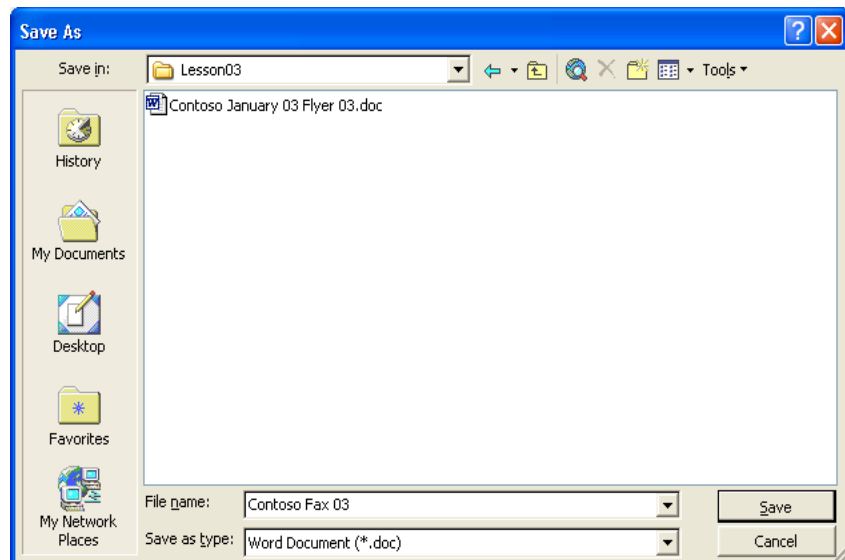 Save As
Save in:
Lesson03
Tools
Contoso January 03 Flyer 03.doc
History
My Documents
Desktop
Favorites
My Network
Places
File name:
Contoso Fax 03
Save
Save as type:
Word Document (*.doc)
Cancel